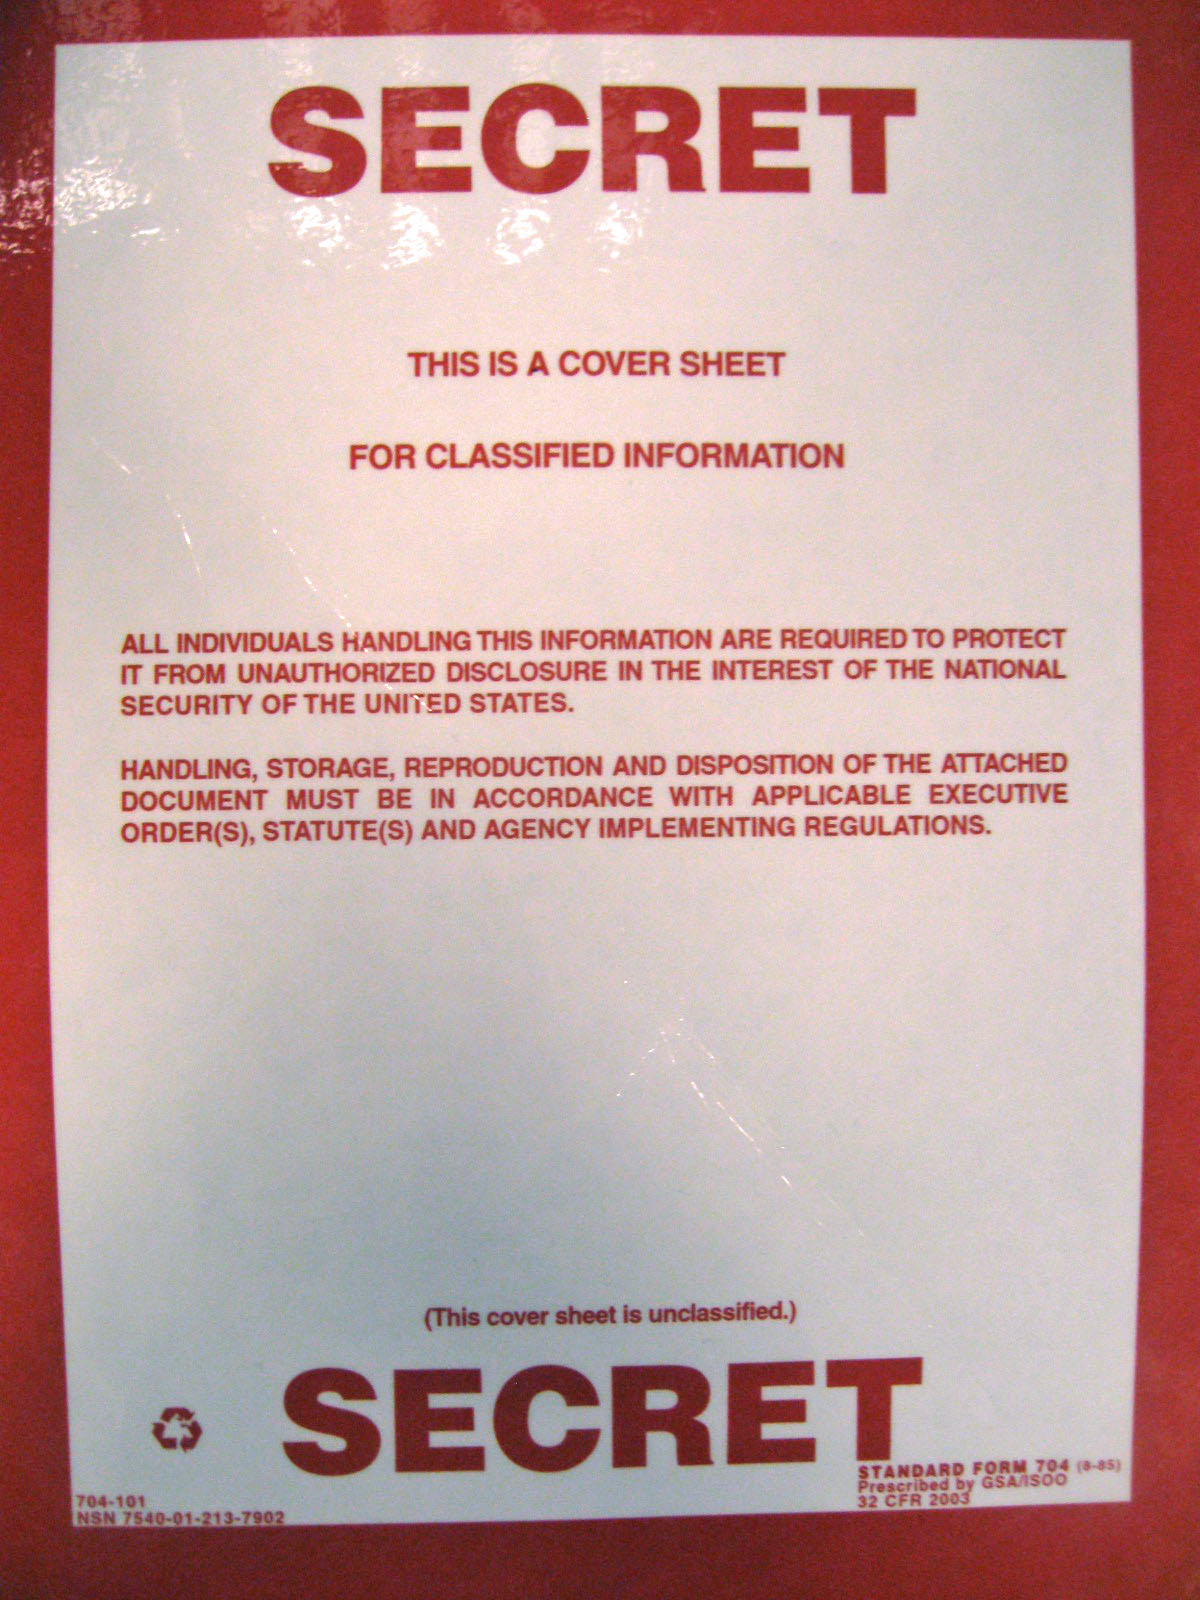 SECRET
THIS IS A COVER SHEET
FOR CLASSIFIED INFORMATION
ALL INDIVIDUALS HANDLING THIS INFORMATION ARE REQUIRED TO PROTECT
IT FROM UNAUTHORIZED DISCLOSURE IN THE INTEREST OF THE NATIONAL
SECURITY OF THE UNITED STATES.
HANDLING, STORAGE, REPRODUCTION AND DISPOSITION OF THE ATTACHED
DOCUMENT MUST BE IN ACCORDANCE WITH APPLICABLE EXECUTIVE
ORDER(S), STATUTE(S) AND AGENCY IMPLEMENTING REGULATIONS.
(This cover sheet is unclassified.)
SECRET
704-101
NSN 7540-01-213-7902
STANDARD FORM 704 (8-85)
Prescribed by GSA/ISOO
32 CFR 2003